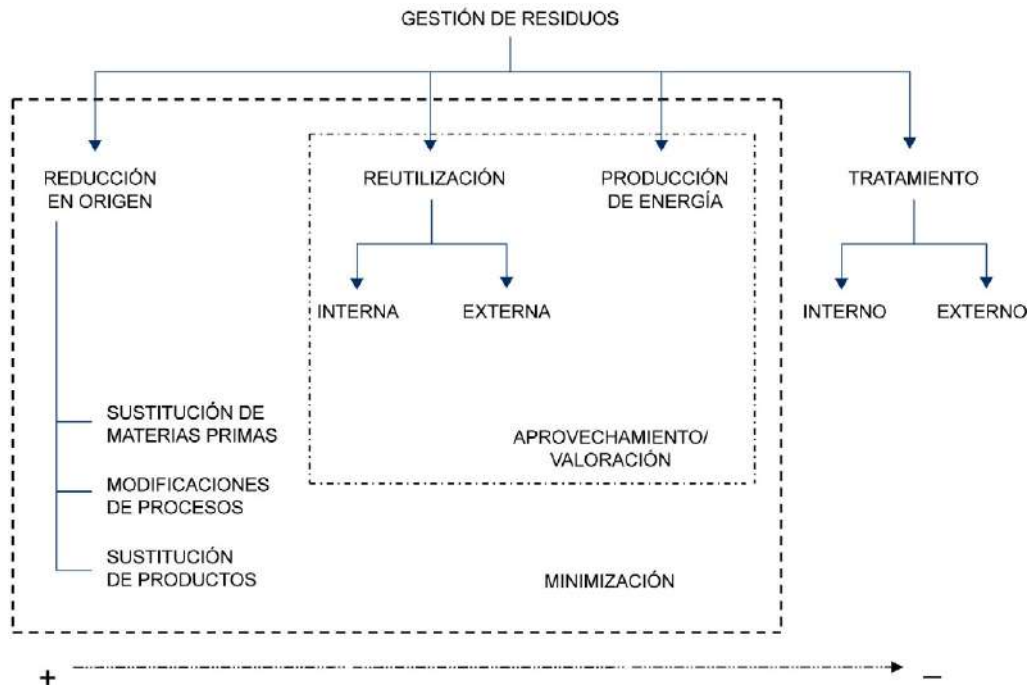 GESTIÓN DE RESIDUOS
REDUCCIÓN
EN ORIGEN
REUTILIZACIÓN
PRODUCCIÓN
DE ENERGÍA
TRATAMIENTO
INTERNA
EXTERNA
INTERNO
EXTERNO
SUSTITUCIÓN DE
MATERIAS PRIMAS
APROVECHAMIENTO/
VALORACIÓN
MODIFICACIONES
DE PROCESOS
SUSTITUCIÓN
DE PRODUCTOS
MINIMIZACIÓN
+
–